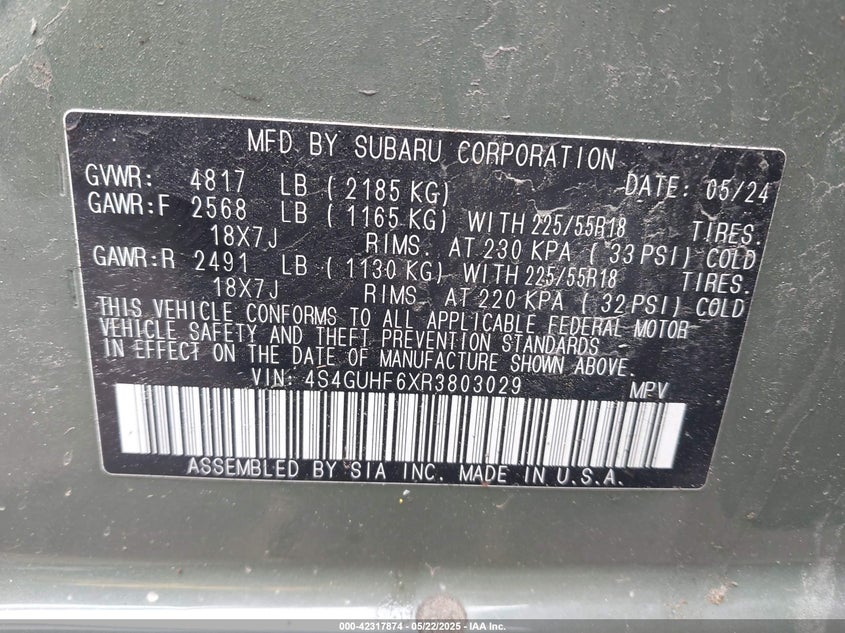 MFD. BY SUBARU CORPORATION
GVWR: 4817 LB ( 2185 KG) DATE: 05/24
GAWR:F 2568 LB ( 1165 KG) WITH 225/55R18 TIRES.
18X7J RIMS. AT 230 KPA ( 33 PSI) COLD
GAWR:R 2491 LB ( 1130 KG) WITH 225/55R18 TIRES.
18X7J RIMS. AT 220 KPA ( 32 PSI) COLD
THIS VEHICLE CONFORMS TO ALL APPLICABLE FEDERAL MOTOR
VEHICLE SAFETY AND THEFT PREVENTION STANDARDS
IN EFFECT ON THE DATE OF MANUFACTURE SHOWN ABOVE.
VIN: 4S4GUHF6XR3803029 MPV
ASSEMBLED BY SIA INC. MADE IN U.S.A.
000-42317874 - 05/22/2025 - IAA Inc.